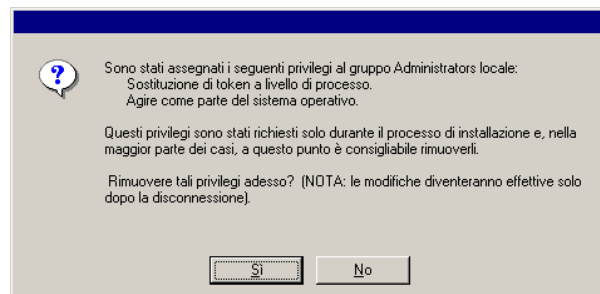 Sono stati assegnati i seguenti privilegi al gruppo Administrators locale:
Sostituzione di token a livello di processo.
Agire come parte del sistema operativo.
Questi privilegi sono stati richiesti solo durante il processo di installazione e, nella
maggior parte dei casi, a questo punto è consigliabile rimuoverli.
Rimuovere tali privilegi adesso? (NOTA: le modifiche diventeranno effettive solo
dopo la disconnessione).
Sì
No